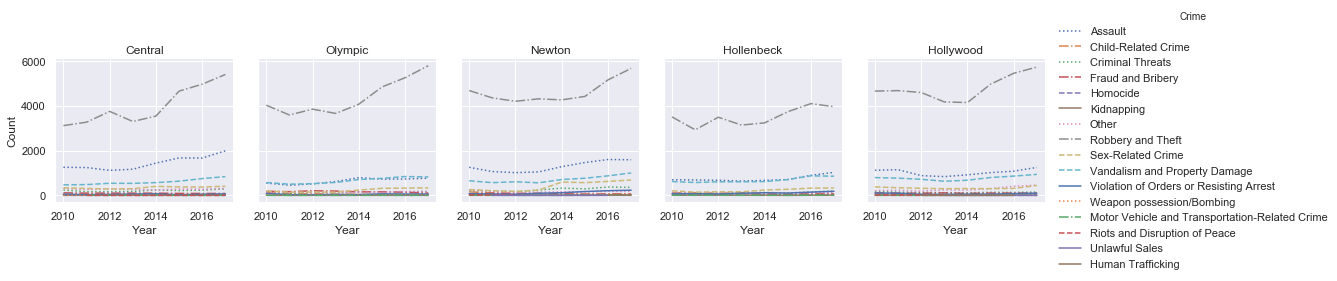 Central
Olympic
Newton
Hollenbeck
Hollywood
6000
4000
2000
0
Count
2010 2012 2014 2016
2010 2012 2014 2016
2010 2012 2014 2016
2010 2012 2014 2016
2010 2012 2014 2016
Year
Year
Year
Year
Year
Crime
Assault
Child-Related Crime
Criminal Threats
Fraud and Bribery
Homocide
Kidnapping
Other
Robbery and Theft
Sex-Related Crime
Vandalism and Property Damage
Violation of Orders or Resisting Arrest
Weapon possession/Bombing
Motor Vehicle and Transportation-Related Crime
Riots and Disruption of Peace
Unlawful Sales
Human Trafficking